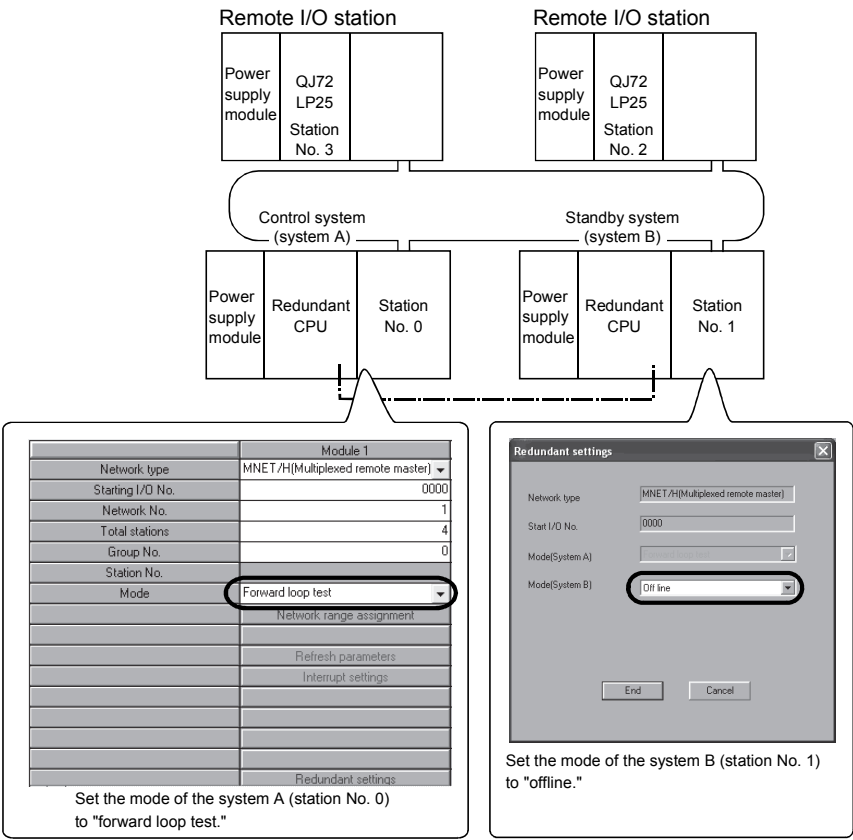 Remote I/O station
Remote I/O station
Power
supply
module
QJ72
LP25
Station
No. 3
Power
supply
module
QJ72
LP25
Station
No. 2
Control system
(system A)
Standby system
(system B)
Power
supply
module
Redundant
CPU
Station
No. 0
Power
supply
module
Redundant
CPU
Station
No. 1
Module 1
Network type MNET/H(Multiplexed remote master)
Starting I/O No. 0000
Network No. 1
Total stations 4
Group No. 0
Station No.
Mode Forward loop test
Network range assignment
Refresh parameters
Interrupt settings
Redundant settings
Set the mode of the system A (station No. 0)
to "forward loop test."
Redundant settings
Network type MNET/H(Multiplexed remote master)
Start I/O No. 0000
Mode(System A) Forward loop test
Mode(System B) Off line
End Cancel
Set the mode of the system B (station No. 1)
to "offline."